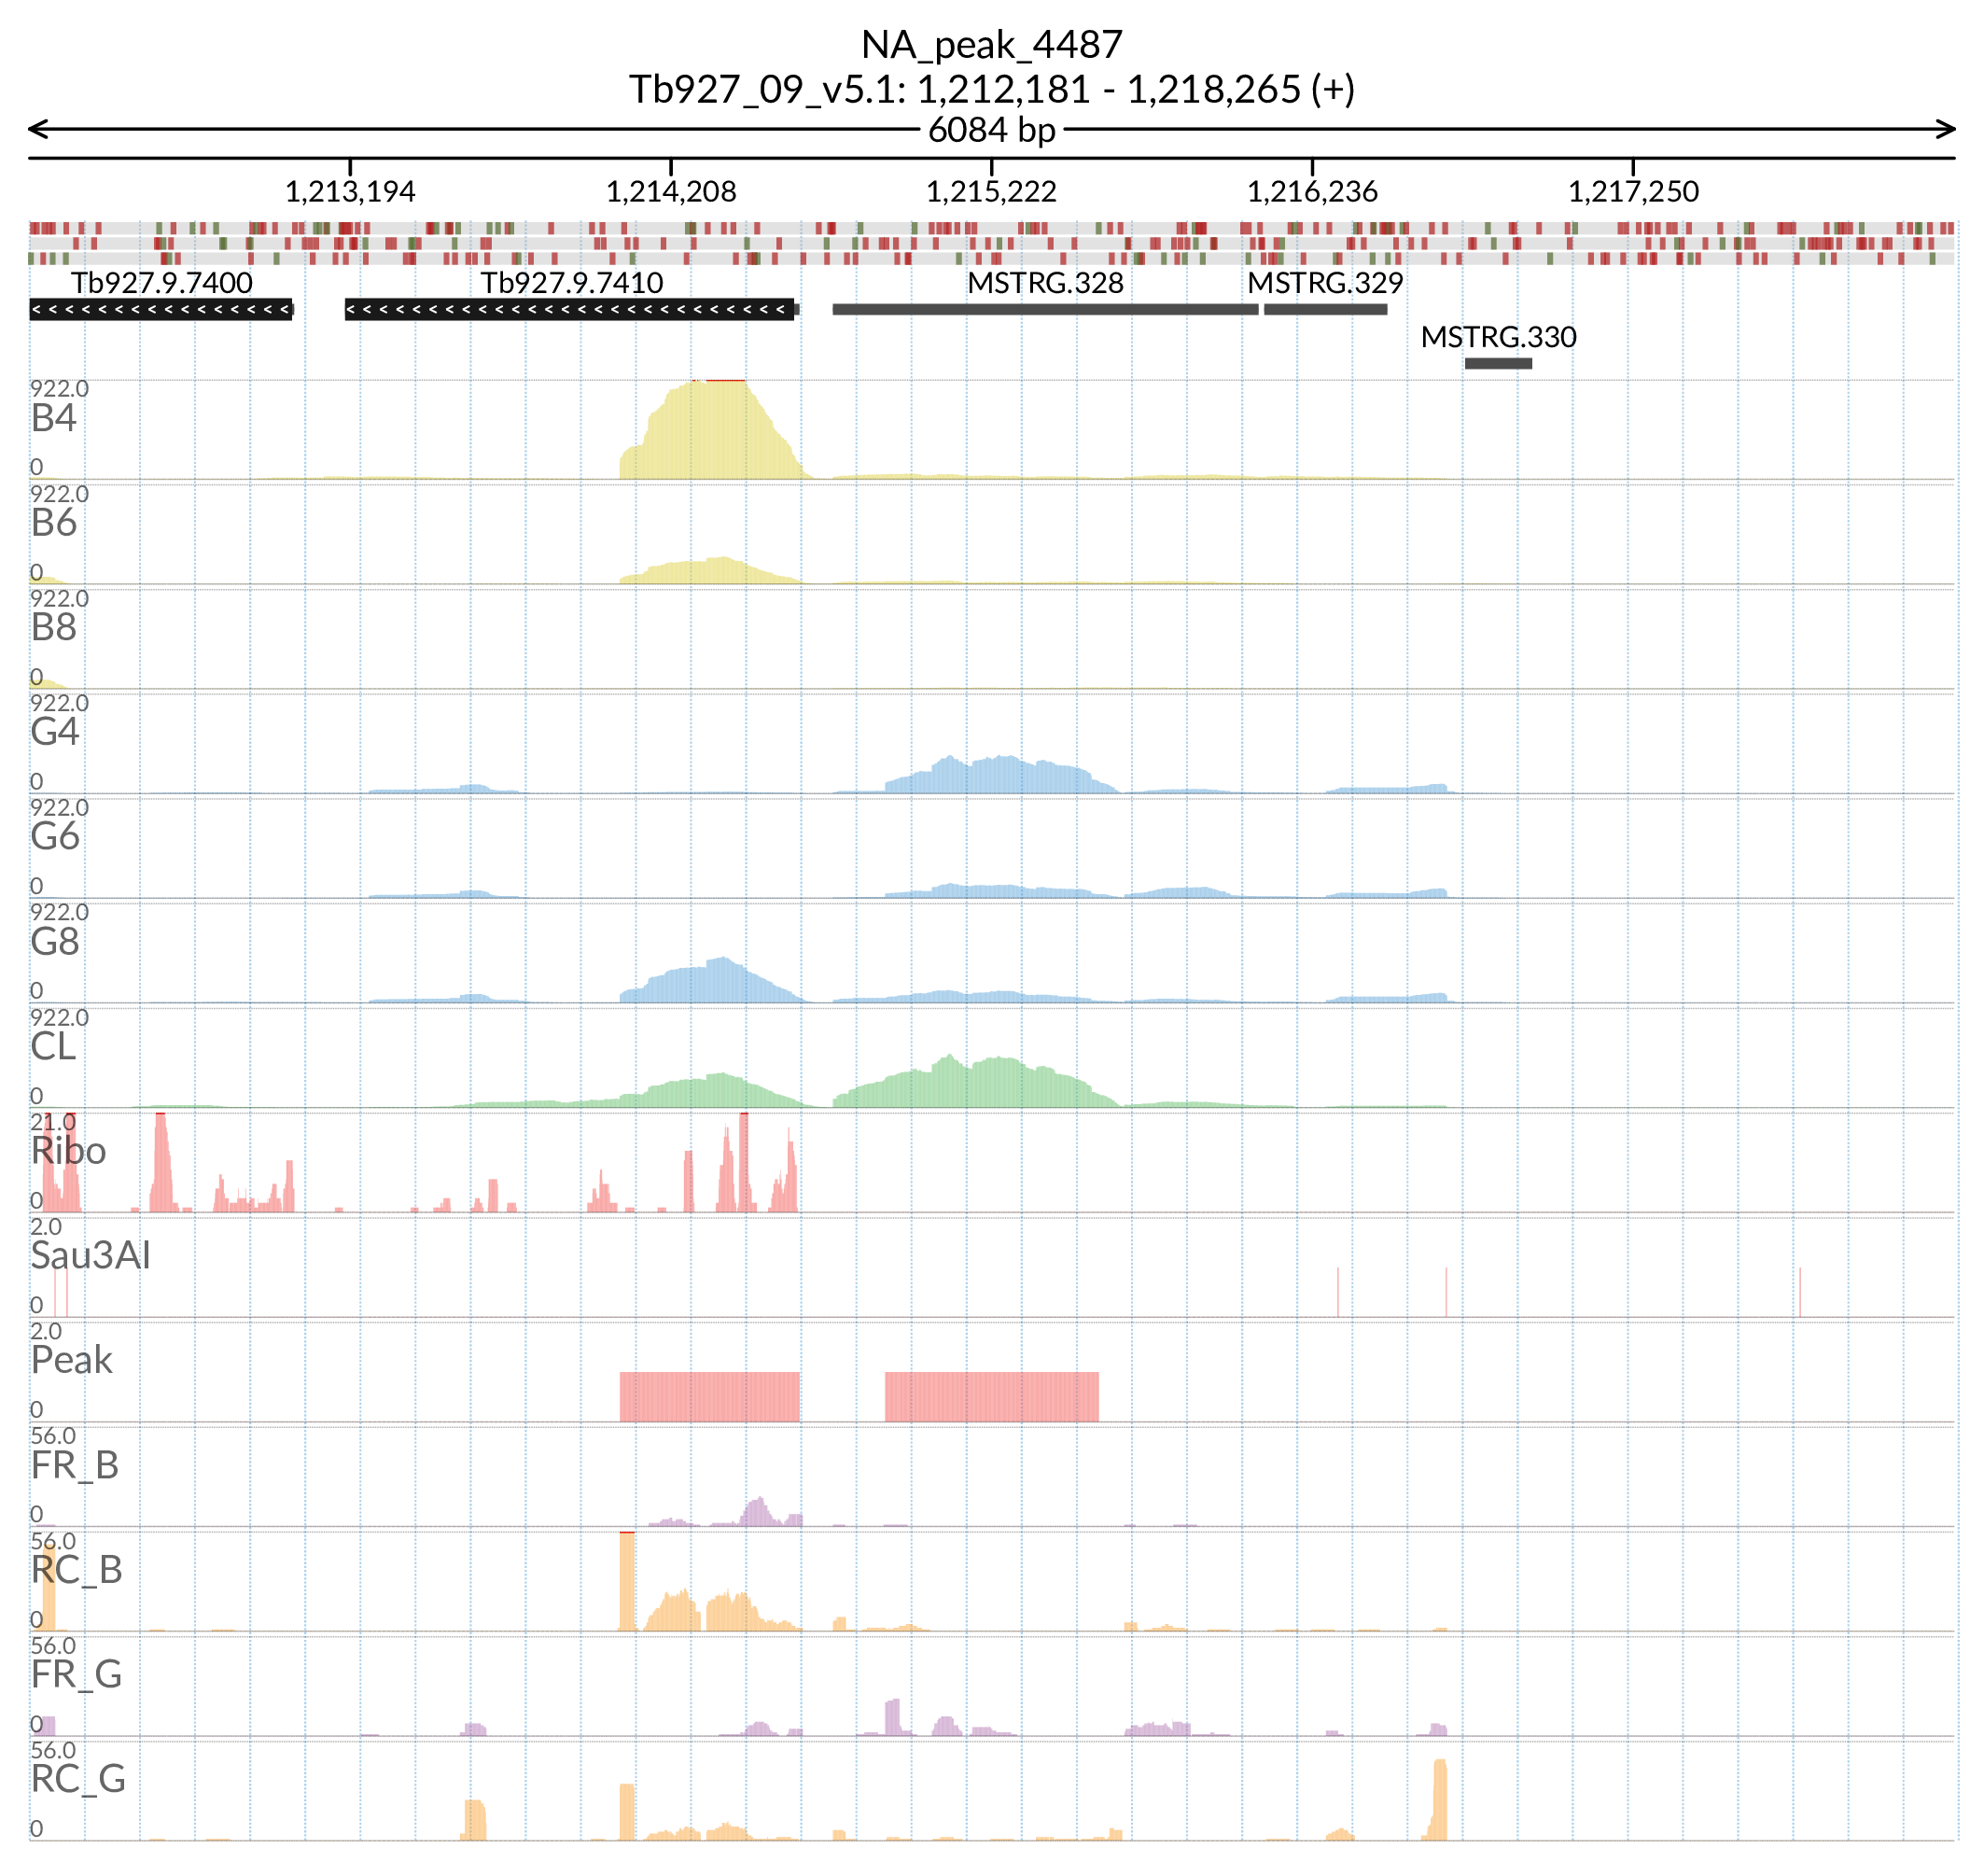 NA_peak_4487
Tb927_09_v5.1: 1,212,181 - 1,218,265 (+)
6084 bp
1,213,194 1,214,208 1,215,222 1,216,236 1,217,250
Tb927.9.7400 Tb927.9.7410 MSTRG.328 MSTRG.329
MSTRG.330
922.0
B4
0
922.0
B6
0
922.0
B8
0
922.0
G4
0
922.0
G6
0
922.0
G8
0
922.0
CL
0
21.0
Ribo
0
2.0
Sau3AI
0
2.0
Peak
0
56.0
FR_B
0
56.0
RC_B
0
56.0
FR_G
0
56.0
RC_G
0